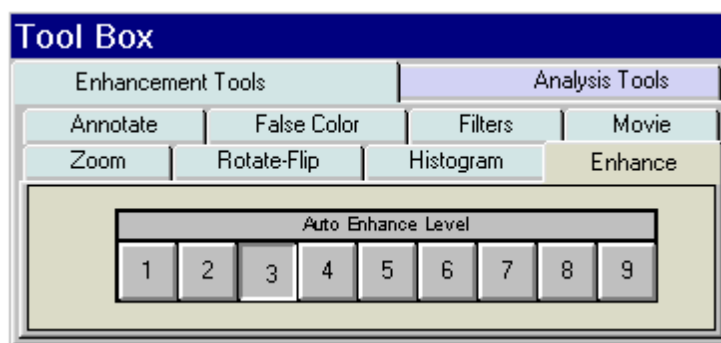 Tool Box
Enhancement Tools Analysis Tools
Annotate False Color Filters Movie
Zoom Rotate-Flip Histogram Enhance
Auto Enhance Level
1 2 3 4 5 6 7 8 9